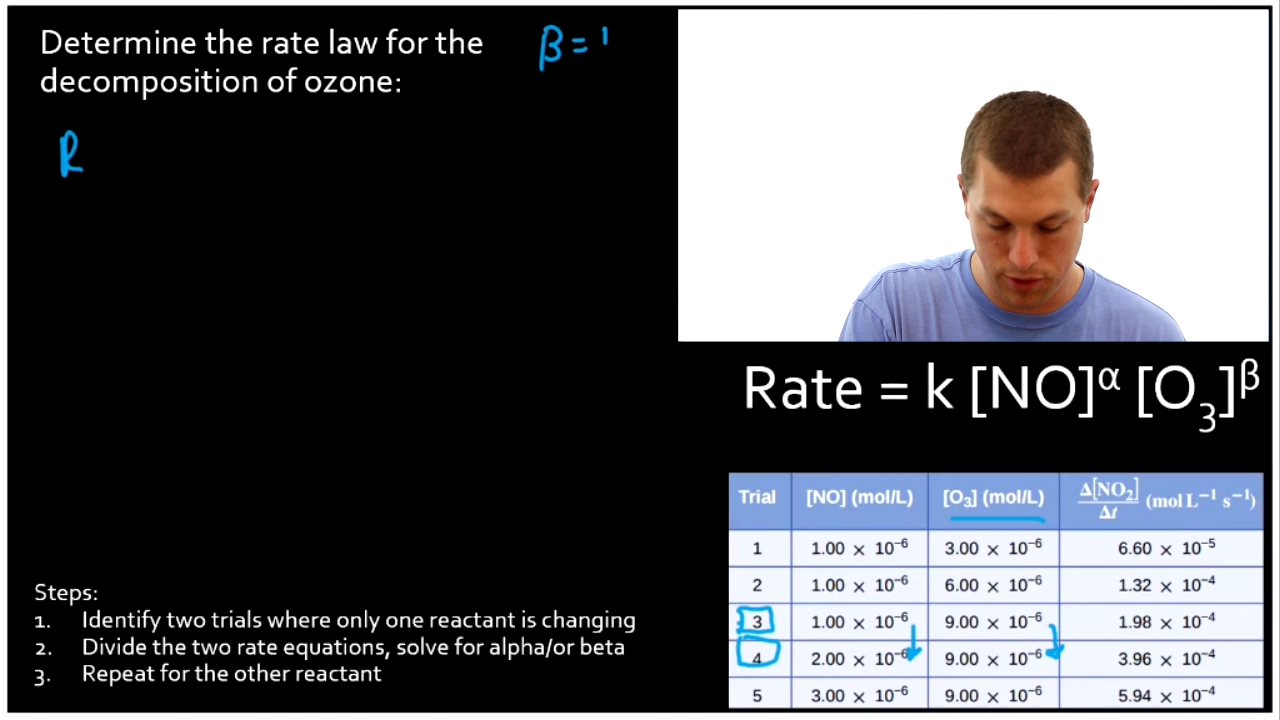 Determine the rate law for the
decomposition of ozone:
β = 1
R
Rate = k [NO]ᵅ [O₃]ᵝ
Trial [NO] (mol/L) [O₃] (mol/L) Δ[NO₂]/Δt (mol L⁻¹ s⁻¹)
1 1.00 × 10⁻⁶ 3.00 × 10⁻⁶ 6.60 × 10⁻⁵
2 1.00 × 10⁻⁶ 6.00 × 10⁻⁶ 1.32 × 10⁻⁴
3 1.00 × 10⁻⁶ 9.00 × 10⁻⁶ 1.98 × 10⁻⁴
4 2.00 × 10⁻⁶ 9.00 × 10⁻⁶ 3.96 × 10⁻⁴
5 3.00 × 10⁻⁶ 9.00 × 10⁻⁶ 5.94 × 10⁻⁴
Steps:
1. Identify two trials where only one reactant is changing
2. Divide the two rate equations, solve for alpha/or beta
3. Repeat for the other reactant